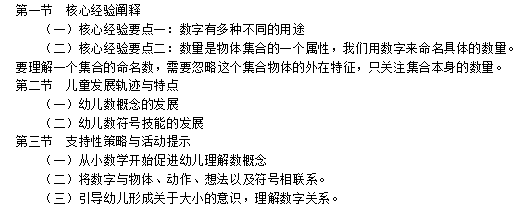 第一节　核心经验阐释
（一）核心经验要点一：数字有多种不同的用途
（二）核心经验要点二：数量是物体集合的一个属性，我们用数字来命名具体的数量。
要理解一个集合的命名数，需要忽略这个集合物体的外在特征，只关注集合本身的数量。
第二节　儿童发展轨迹与特点
（一）幼儿数概念的发展
（二）幼儿数符号技能的发展
第三节　支持性策略与活动提示
（一）从小数学开始促进幼儿理解数概念
（二）将数字与物体、动作、想法以及符号相联系。
（三）引导幼儿形成关于大小的意识，理解数字关系。